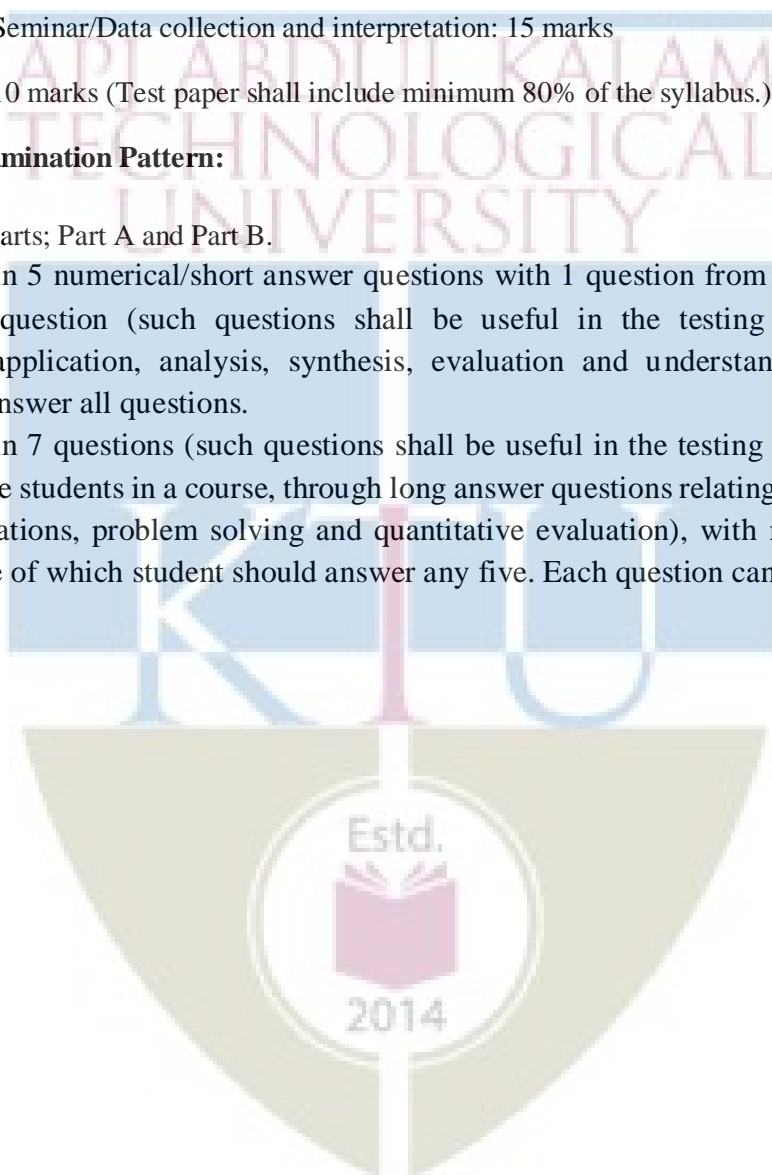 Seminar/Data collection and interpretation: 15 marks
APJ ABDUL KALAM
10 marks (Test paper shall include minimum 80% of the syllabus.)
TECHNOLOGICAL
amination Pattern:
UNIVERSITY
arts; Part A and Part B.
in 5 numerical/short answer questions with 1 question from
question (such questions shall be useful in the testing
application, analysis, synthesis, evaluation and understan
nswer all questions.
in 7 questions (such questions shall be useful in the testing
e students in a course, through long answer questions relating
ations, problem solving and quantitative evaluation), with
e of which student should answer any five. Each question can
KTU
Estd.
2014